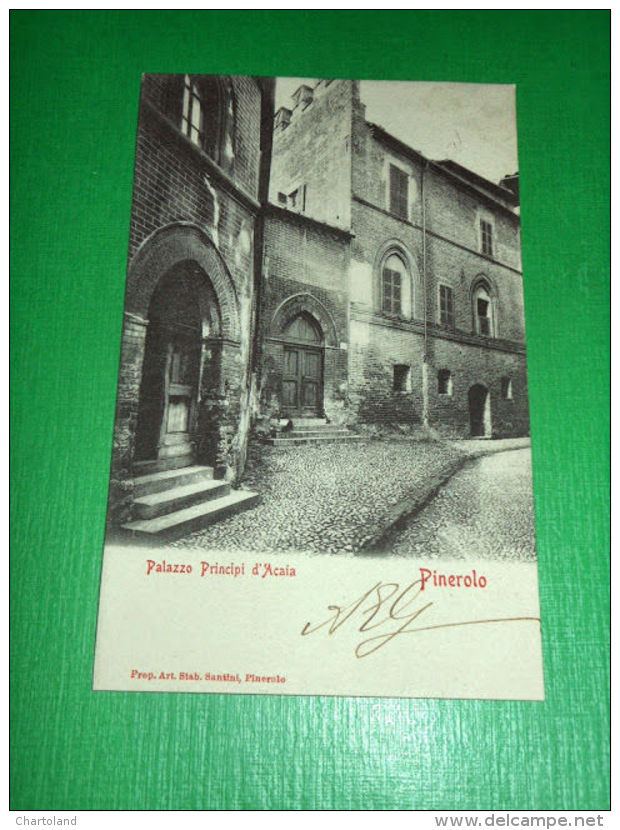 Palazzo Principi d'Acaia
Pinerolo
Prop. Art. Stab. Santini, Pinerolo
Chartoland
www.delcampe.net